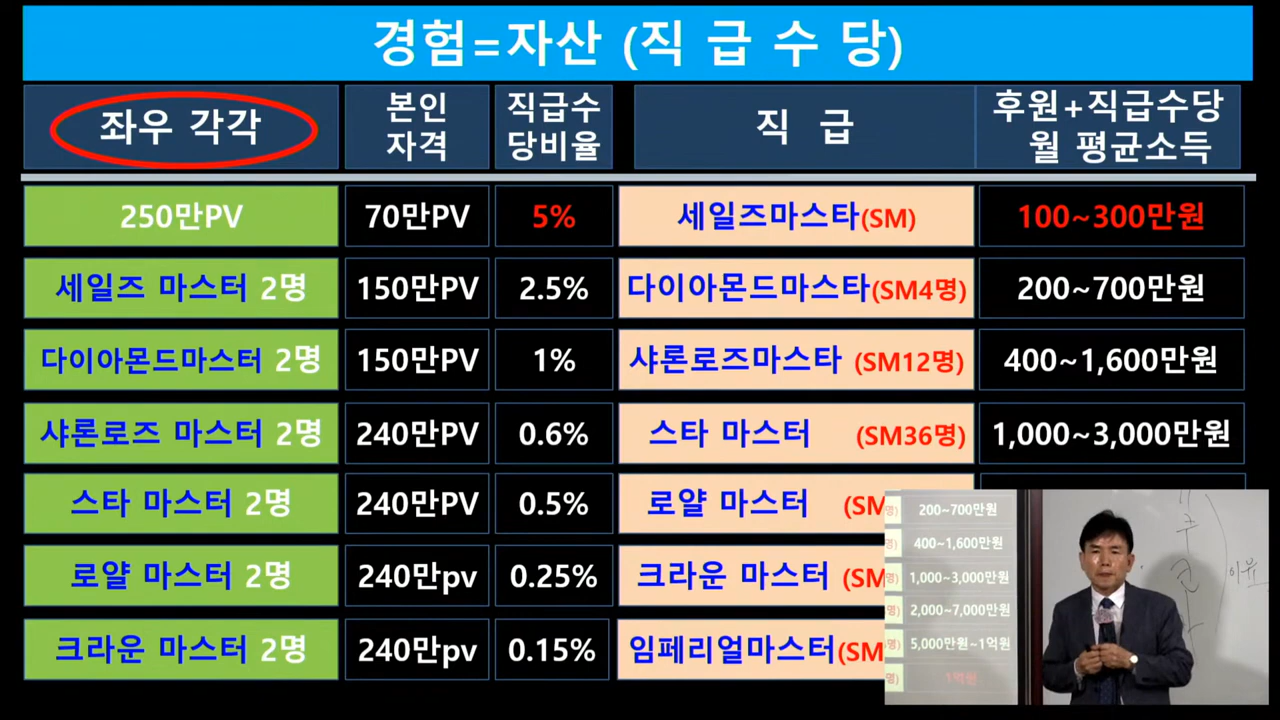 경험=자산 (직 급 수 당)
좌우 각각 본인 자격 직급수당비율 직 급 후원+직급수당 월 평균소득
250만PV 70만PV 5% 세일즈마스타(SM) 100~300만원
세일즈 마스터 2명 150만PV 2.5% 다이아몬드마스타(SM4명) 200~700만원
다이아몬드마스터 2명 150만PV 1% 샤론로즈마스타 (SM12명) 400~1,600만원
샤론로즈 마스터 2명 240만PV 0.6% 스타 마스터 (SM36명) 1,000~3,000만원
스타 마스터 2명 240만PV 0.5% 로얄 마스터 (SM
로얄 마스터 2명 240만pv 0.25% 크라운 마스터 (SM
크라운 마스터 2명 240만pv 0.15% 임페리얼마스터(SM
명) 200~700만원
명) 400~1,600만원
명) 1,000~3,000만원
명) 2,000~7,000만원
명) 5,000만원~1억원
명) 1억원